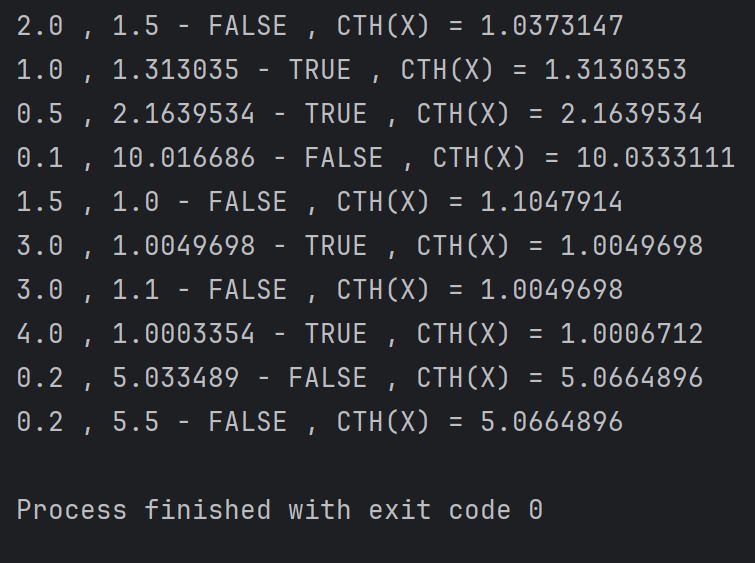 2.0 , 1.5 - FALSE , CTH(X) = 1.0373147
1.0 , 1.313035 - TRUE , CTH(X) = 1.3130353
0.5 , 2.1639534 - TRUE , CTH(X) = 2.1639534
0.1 , 10.016686 - FALSE , CTH(X) = 10.0333111
1.5 , 1.0 - FALSE , CTH(X) = 1.1047914
3.0 , 1.0049698 - TRUE , CTH(X) = 1.0049698
3.0 , 1.1 - FALSE , CTH(X) = 1.0049698
4.0 , 1.0003354 - TRUE , CTH(X) = 1.0006712
0.2 , 5.033489 - FALSE , CTH(X) = 5.0664896
0.2 , 5.5 - FALSE , CTH(X) = 5.0664896
Process finished with exit code 0